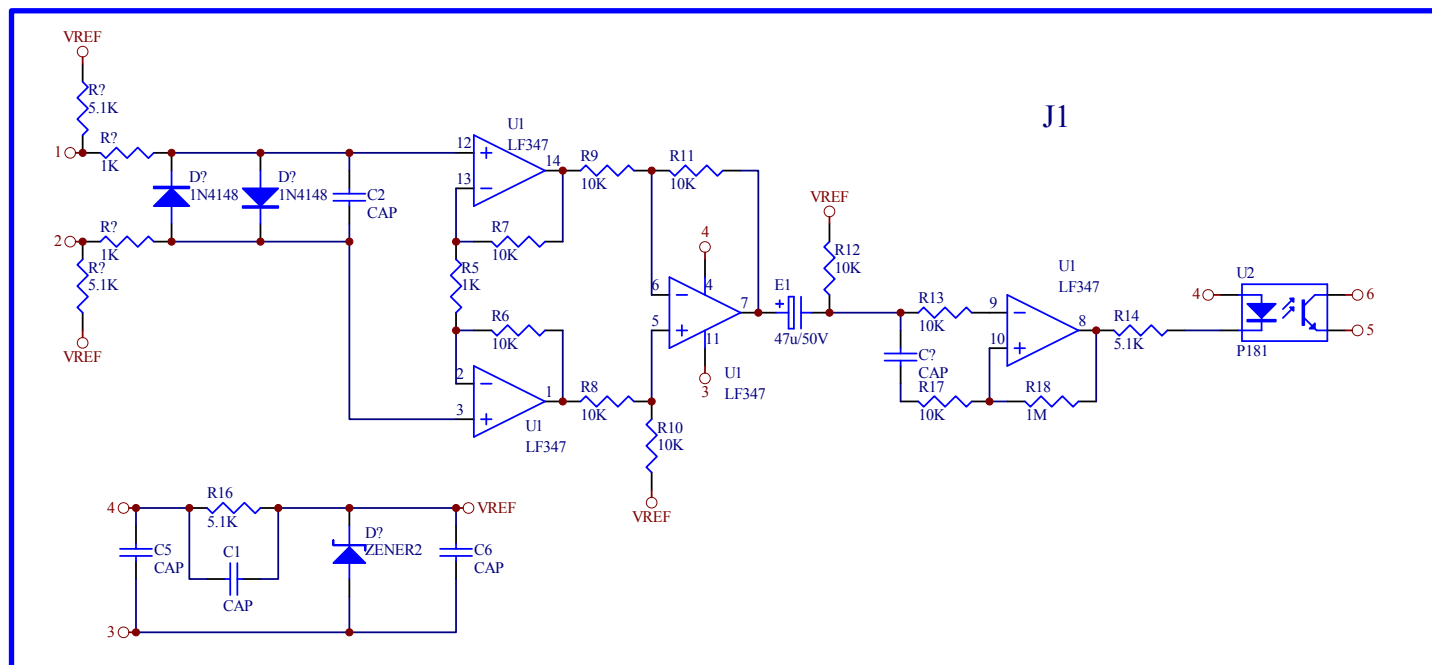 VREF
R?
5.1K
1
R?
1K
D?
1N4148
D?
1N4148
C2
CAP
2
R?
1K
R?
5.1K
VREF
12
13
14
U1
LF347
R7
10K
R5
1K
R6
10K
2
3
1
U1
LF347
R9
10K
R11
10K
R8
10K
R10
10K
VREF
4
4
6
5
7
11
3
U1
LF347
E1
47u/50V
VREF
R12
10K
J1
R13
10K
C?
CAP
R17
10K
R18
1M
9
10
8
U1
LF347
R14
5.1K
4
U2
P181
6
5
4
R16
5.1K
C5
CAP
C1
CAP
D?
ZENER2
C6
CAP
VREF
3